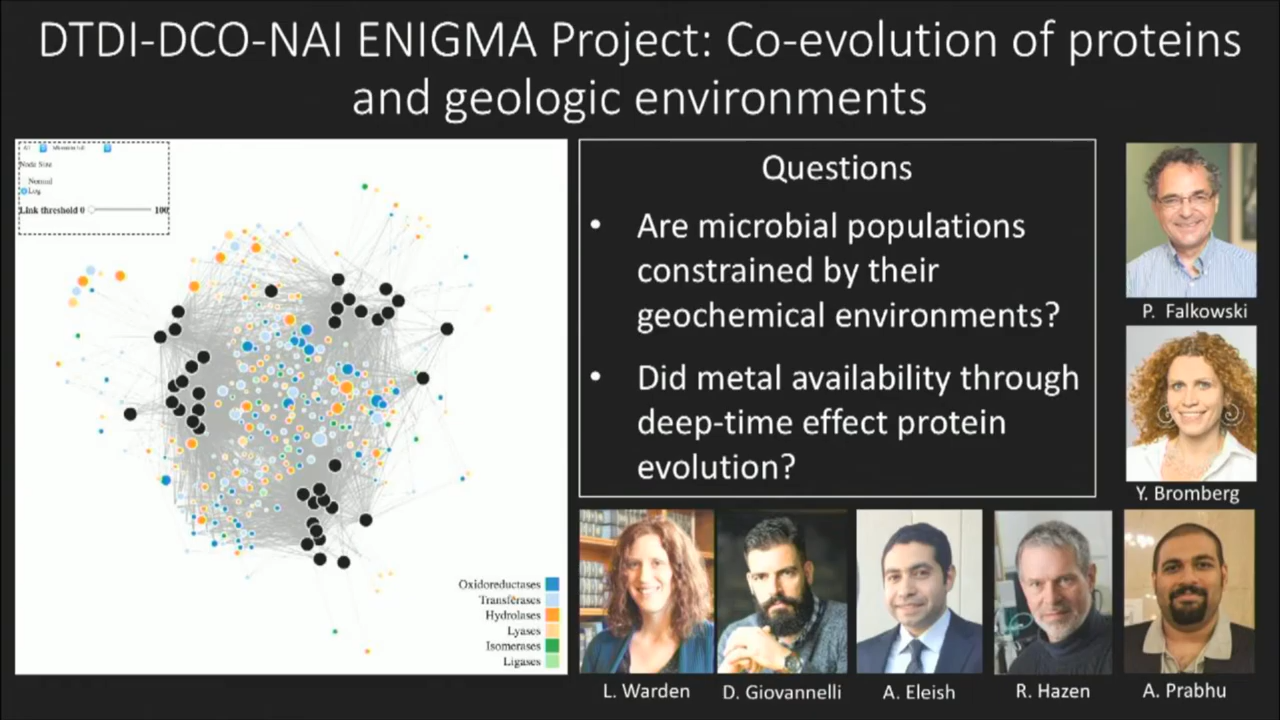 DTDI-DCO-NAI ENIGMA Project: Co-evolution of proteins
and geologic environments
Node Size
Normal
Log
Link threshold 0 100
Questions
• Are microbial populations
constrained by their
geochemical environments?
• Did metal availability through
deep-time effect protein
evolution?
P. Falkowski
Y. Bromberg
Oxidoreductases
Transferases
Hydrolases
Lyases
Isomerases
Ligases
L. Warden D. Giovannelli A. Eleish R. Hazen A. Prabhu